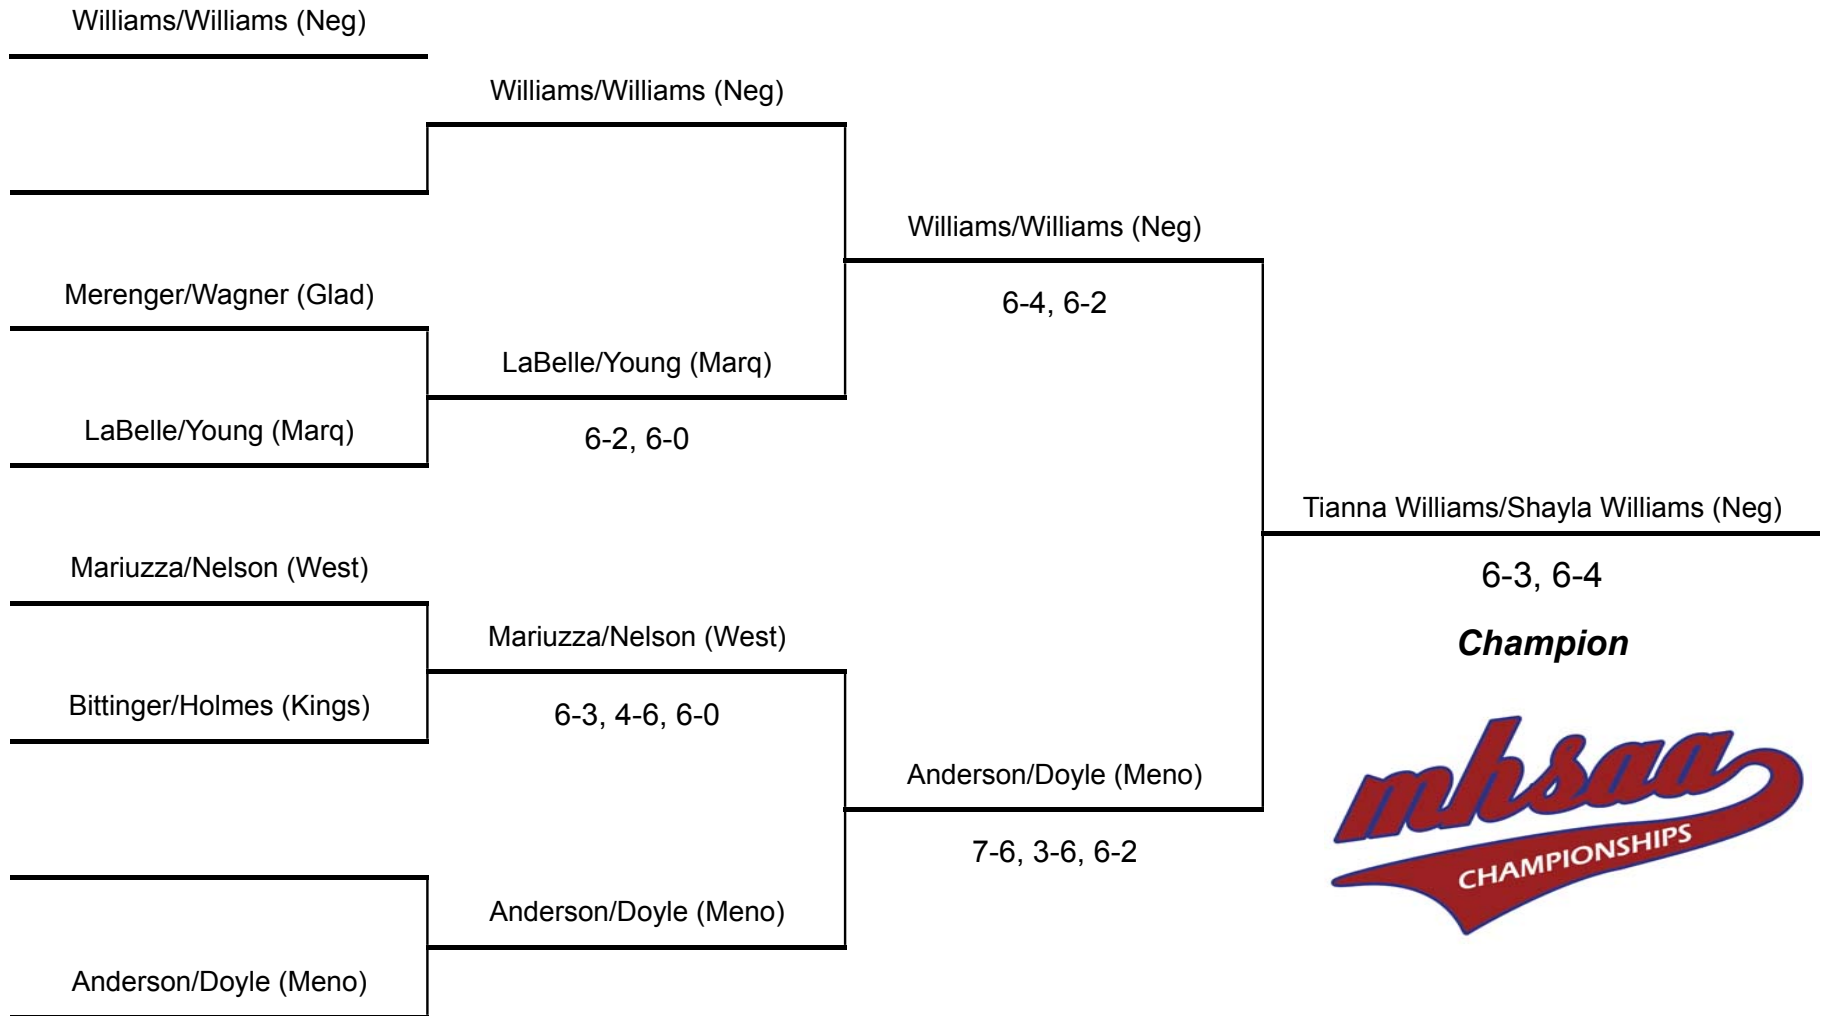 Williams/Williams (Neg)
Williams/Williams (Neg)
Williams/Williams (Neg)
Merenger/Wagner (Glad)
6-4, 6-2
LaBelle/Young (Marq)
LaBelle/Young (Marq)
6-2, 6-0
Tianna Williams/Shayla Williams (Neg)
Mariuzza/Nelson (West)
6-3, 6-4
Mariuzza/Nelson (West)
Champion
Bittinger/Holmes (Kings)
6-3, 4-6, 6-0
Anderson/Doyle (Meno)
mhsaa
7-6, 3-6, 6-2
CHAMPIONSHIPS
Anderson/Doyle (Meno)
Anderson/Doyle (Meno)